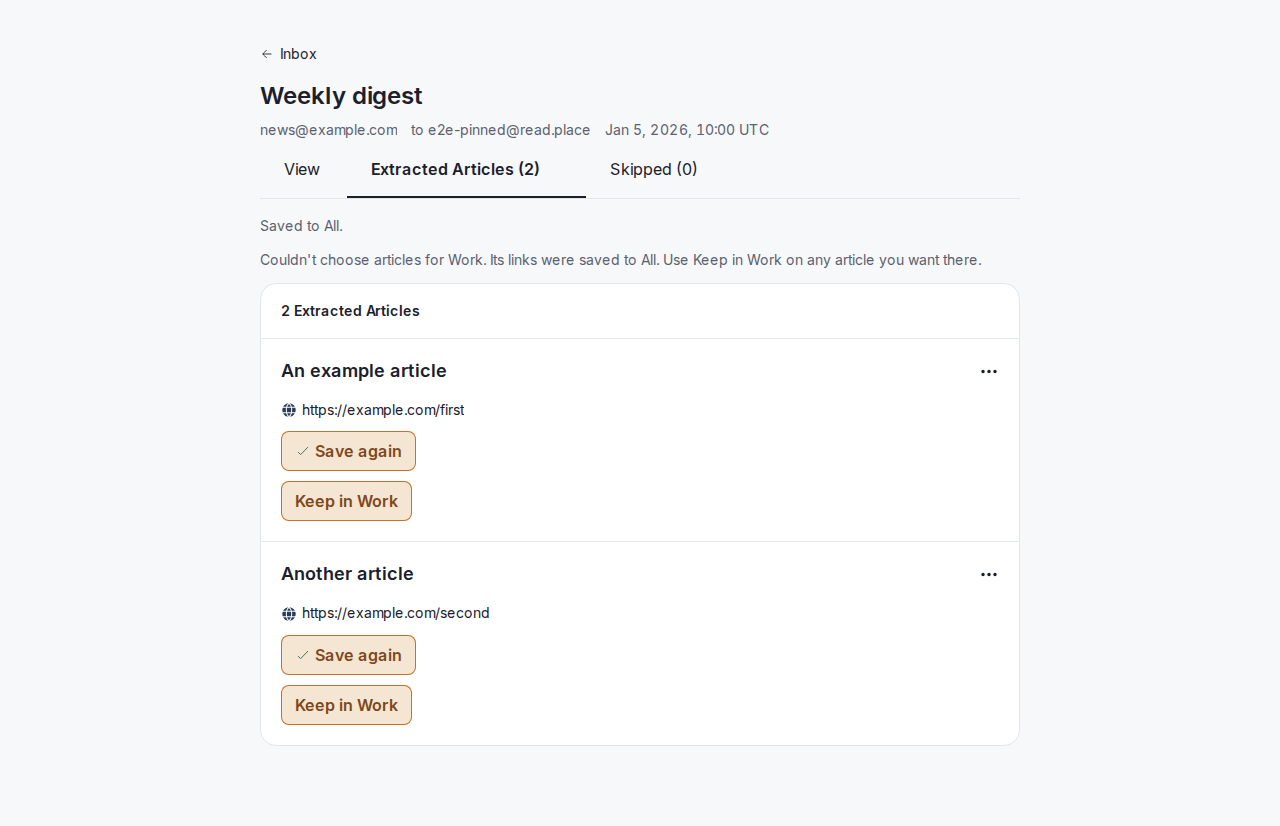 ← Inbox
Weekly digest
news@example.com to e2e-pinned@read.place Jan 5, 2026, 10:00 UTC
View Extracted Articles (2) Skipped (0)
Saved to All.
Couldn't choose articles for Work. Its links were saved to All. Use Keep in Work on any article you want there.
2 Extracted Articles
An example article
https://example.com/first
✓ Save again
Keep in Work
Another article
https://example.com/second
✓ Save again
Keep in Work